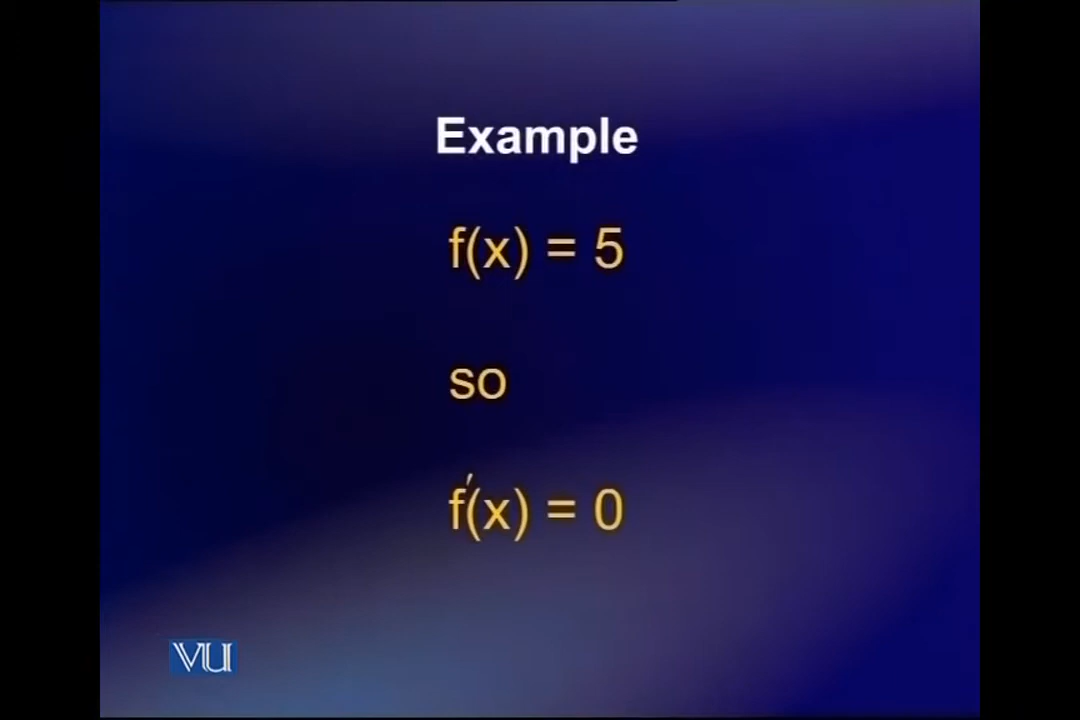 Example
f(x) = 5
so
f′(x) = 0
VU